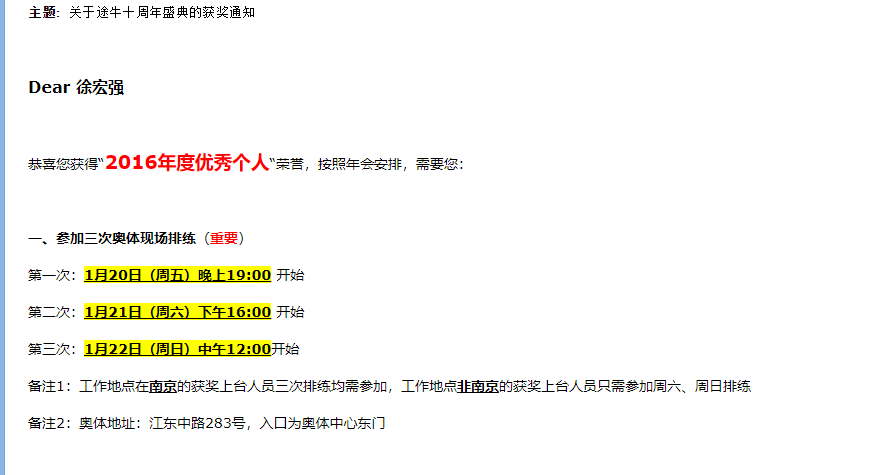 主题: 关于途牛十周年盛典的获奖通知
Dear 徐宏强
恭喜您获得“2016年度优秀个人“荣誉，按照年会安排，需要您：
一、参加三次奥体现场排练（重要）
第一次：1月20日（周五）晚上19:00 开始
第二次：1月21日（周六）下午16:00 开始
第三次：1月22日（周日）中午12:00开始
备注1：工作地点在南京的获奖上台人员三次排练均需参加，工作地点非南京的获奖上台人员只需参加周六、周日排练
备注2：奥体地址：江东中路283号，入口为奥体中心东门